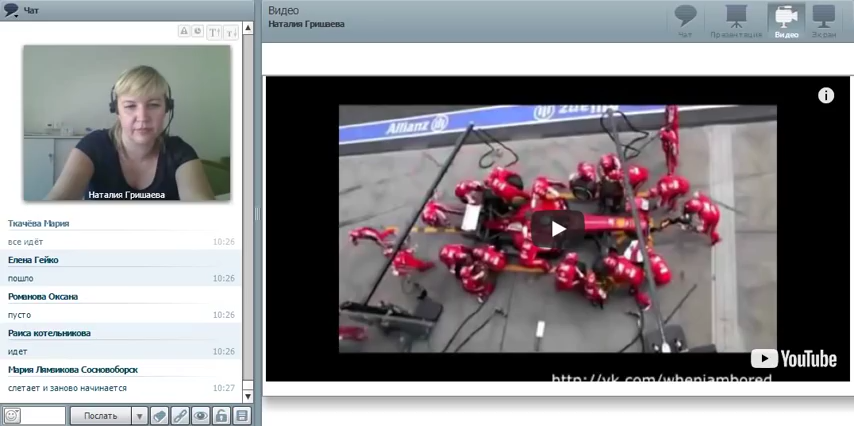 Чат
Наталия Гришаева
Ткачёва Мария
все идёт 10:26
Елена Гейко
пошло 10:26
Романова Оксана
пусто 10:26
Раиса котельникова
идет 10:26
Мария Лямзикова Сосновоборск
слетает и заново начинается 10:27
Послать
Видео
Наталия Гришаева
Чат
Презентация
Видео
Экран
Allianz
Zuerich
YouTube
http://vk.com/wheniambored